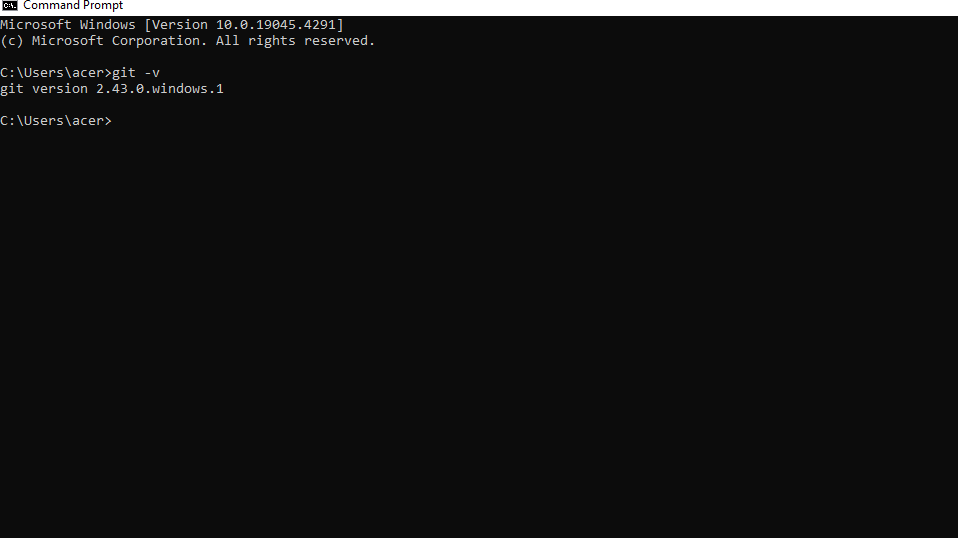 Command Prompt
Microsoft Windows [Version 10.0.19045.4291]
(c) Microsoft Corporation. All rights reserved.
C:\Users\acer>git -v
git version 2.43.0.windows.1
C:\Users\acer>